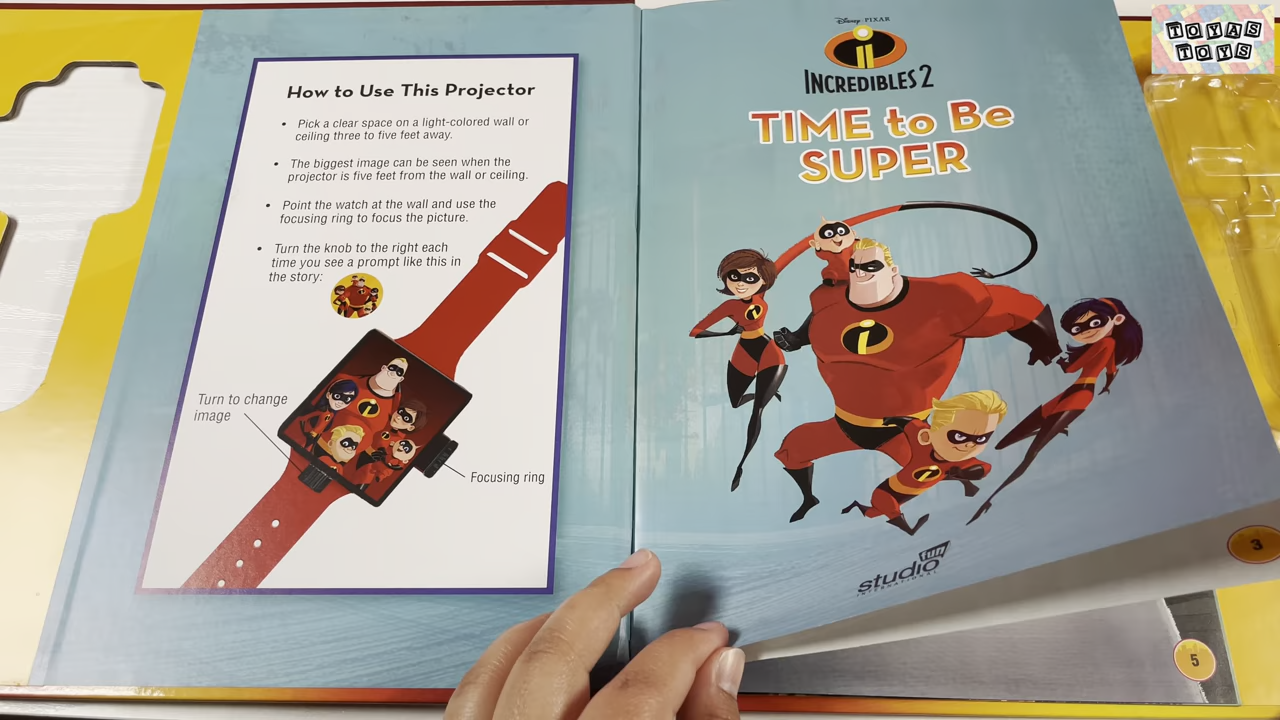 TOYAS
TOYS
How to Use This Projector
• Pick a clear space on a light-colored wall or
ceiling three to five feet away.
• The biggest image can be seen when the
projector is five feet from the wall or ceiling.
• Point the watch at the wall and use the
focusing ring to focus the picture.
• Turn the knob to the right each
time you see a prompt like this in
the story:
Turn to change
image
Focusing ring
Disney · PIXAR
INCREDIBLES 2
TIME to Be
SUPER
studio fun
INTERNATIONAL
3
5